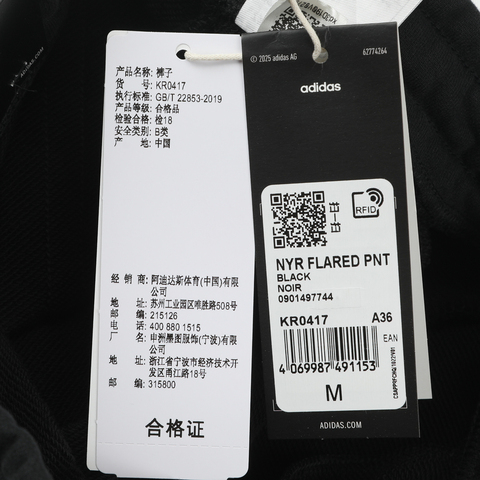 产品名称: 裤子
货 号: KR0417
执行标准: GB/T 22853-2019
产品等级: 合格品
检验合格: 检18
安全类别: B类
产 地: 中国
经 销 商: 阿迪达斯体育(中国)有限
公司
地址: 苏州工业园区唯胜路508号
邮编: 215126
电话: 400 880 1515
厂 名: 申洲墨图服饰(宁波)有限
公司
地址: 浙江省宁波市经济技术开
发区甬江路18号
邮 编: 315800
合格证
© 2025 adidas AG
62774264
adidas
RFID
NYR FLARED PNT
BLACK
NOIR
0901497744
KR0417 A36
EAN
4 069987 491153
M
ADIDAS.COM
ADIDAS.COM